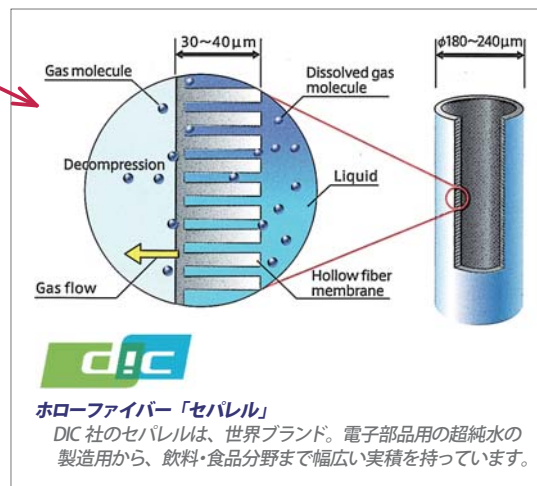 30～40μm
φ180～240μm
Gas molecule
Dissolved gas
molecule
Decompression
Liquid
Gas flow
Hollow fiber
membrane
dic
ホローファイバー「セパレル」
DIC 社のセパレルは、世界ブランド。電子部品用の超純水の
製造用から、飲料・食品分野まで幅広い実績を持っています。